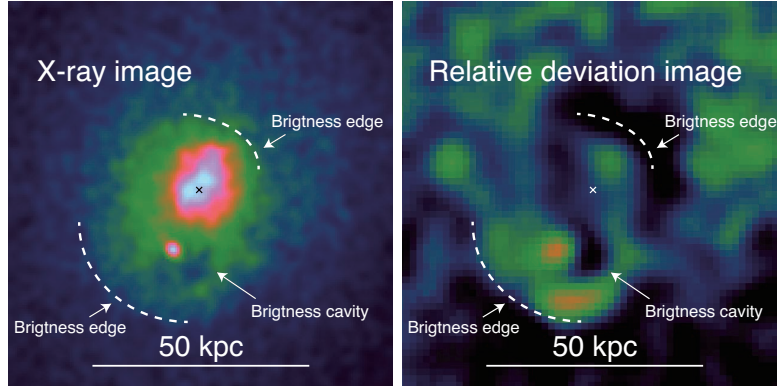 X-ray image
Brigtness edge
Brigtness edge
Brigtness cavity
50 kpc
Relative deviation image
Brigtness edge
Brigtness edge
Brigtness cavity
50 kpc